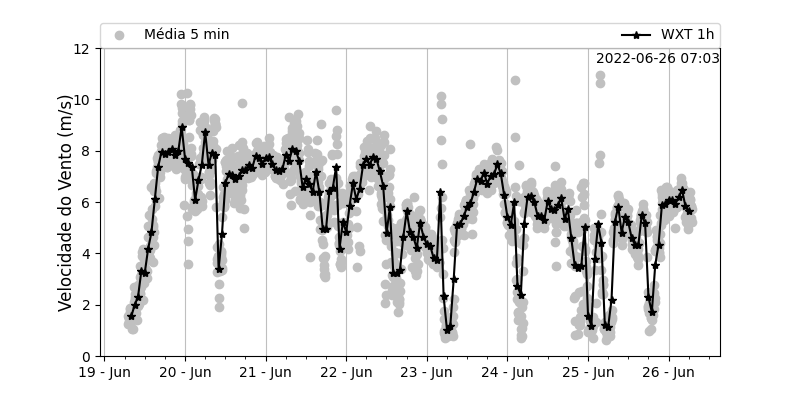 Média 5 min
WXT 1h
2022-06-26 07:03
Velocidade do Vento (m/s)
12
10
8
6
4
2
0
19 - Jun
20 - Jun
21 - Jun
22 - Jun
23 - Jun
24 - Jun
25 - Jun
26 - Jun